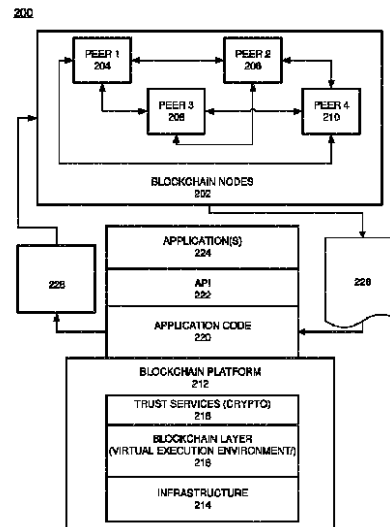 200
PEER 1
204
PEER 2
206
PEER 3
208
PEER 4
210
BLOCKCHAIN NODES
202
APPLICATION(S)
224
API
222
APPLICATION CODE
220
BLOCKCHAIN PLATFORM
212
TRUST SERVICES (CRYPTO)
218
BLOCKCHAIN LAYER
(VIRTUAL EXECUTION ENVIRONMENT/)
216
INFRASTRUCTURE
214